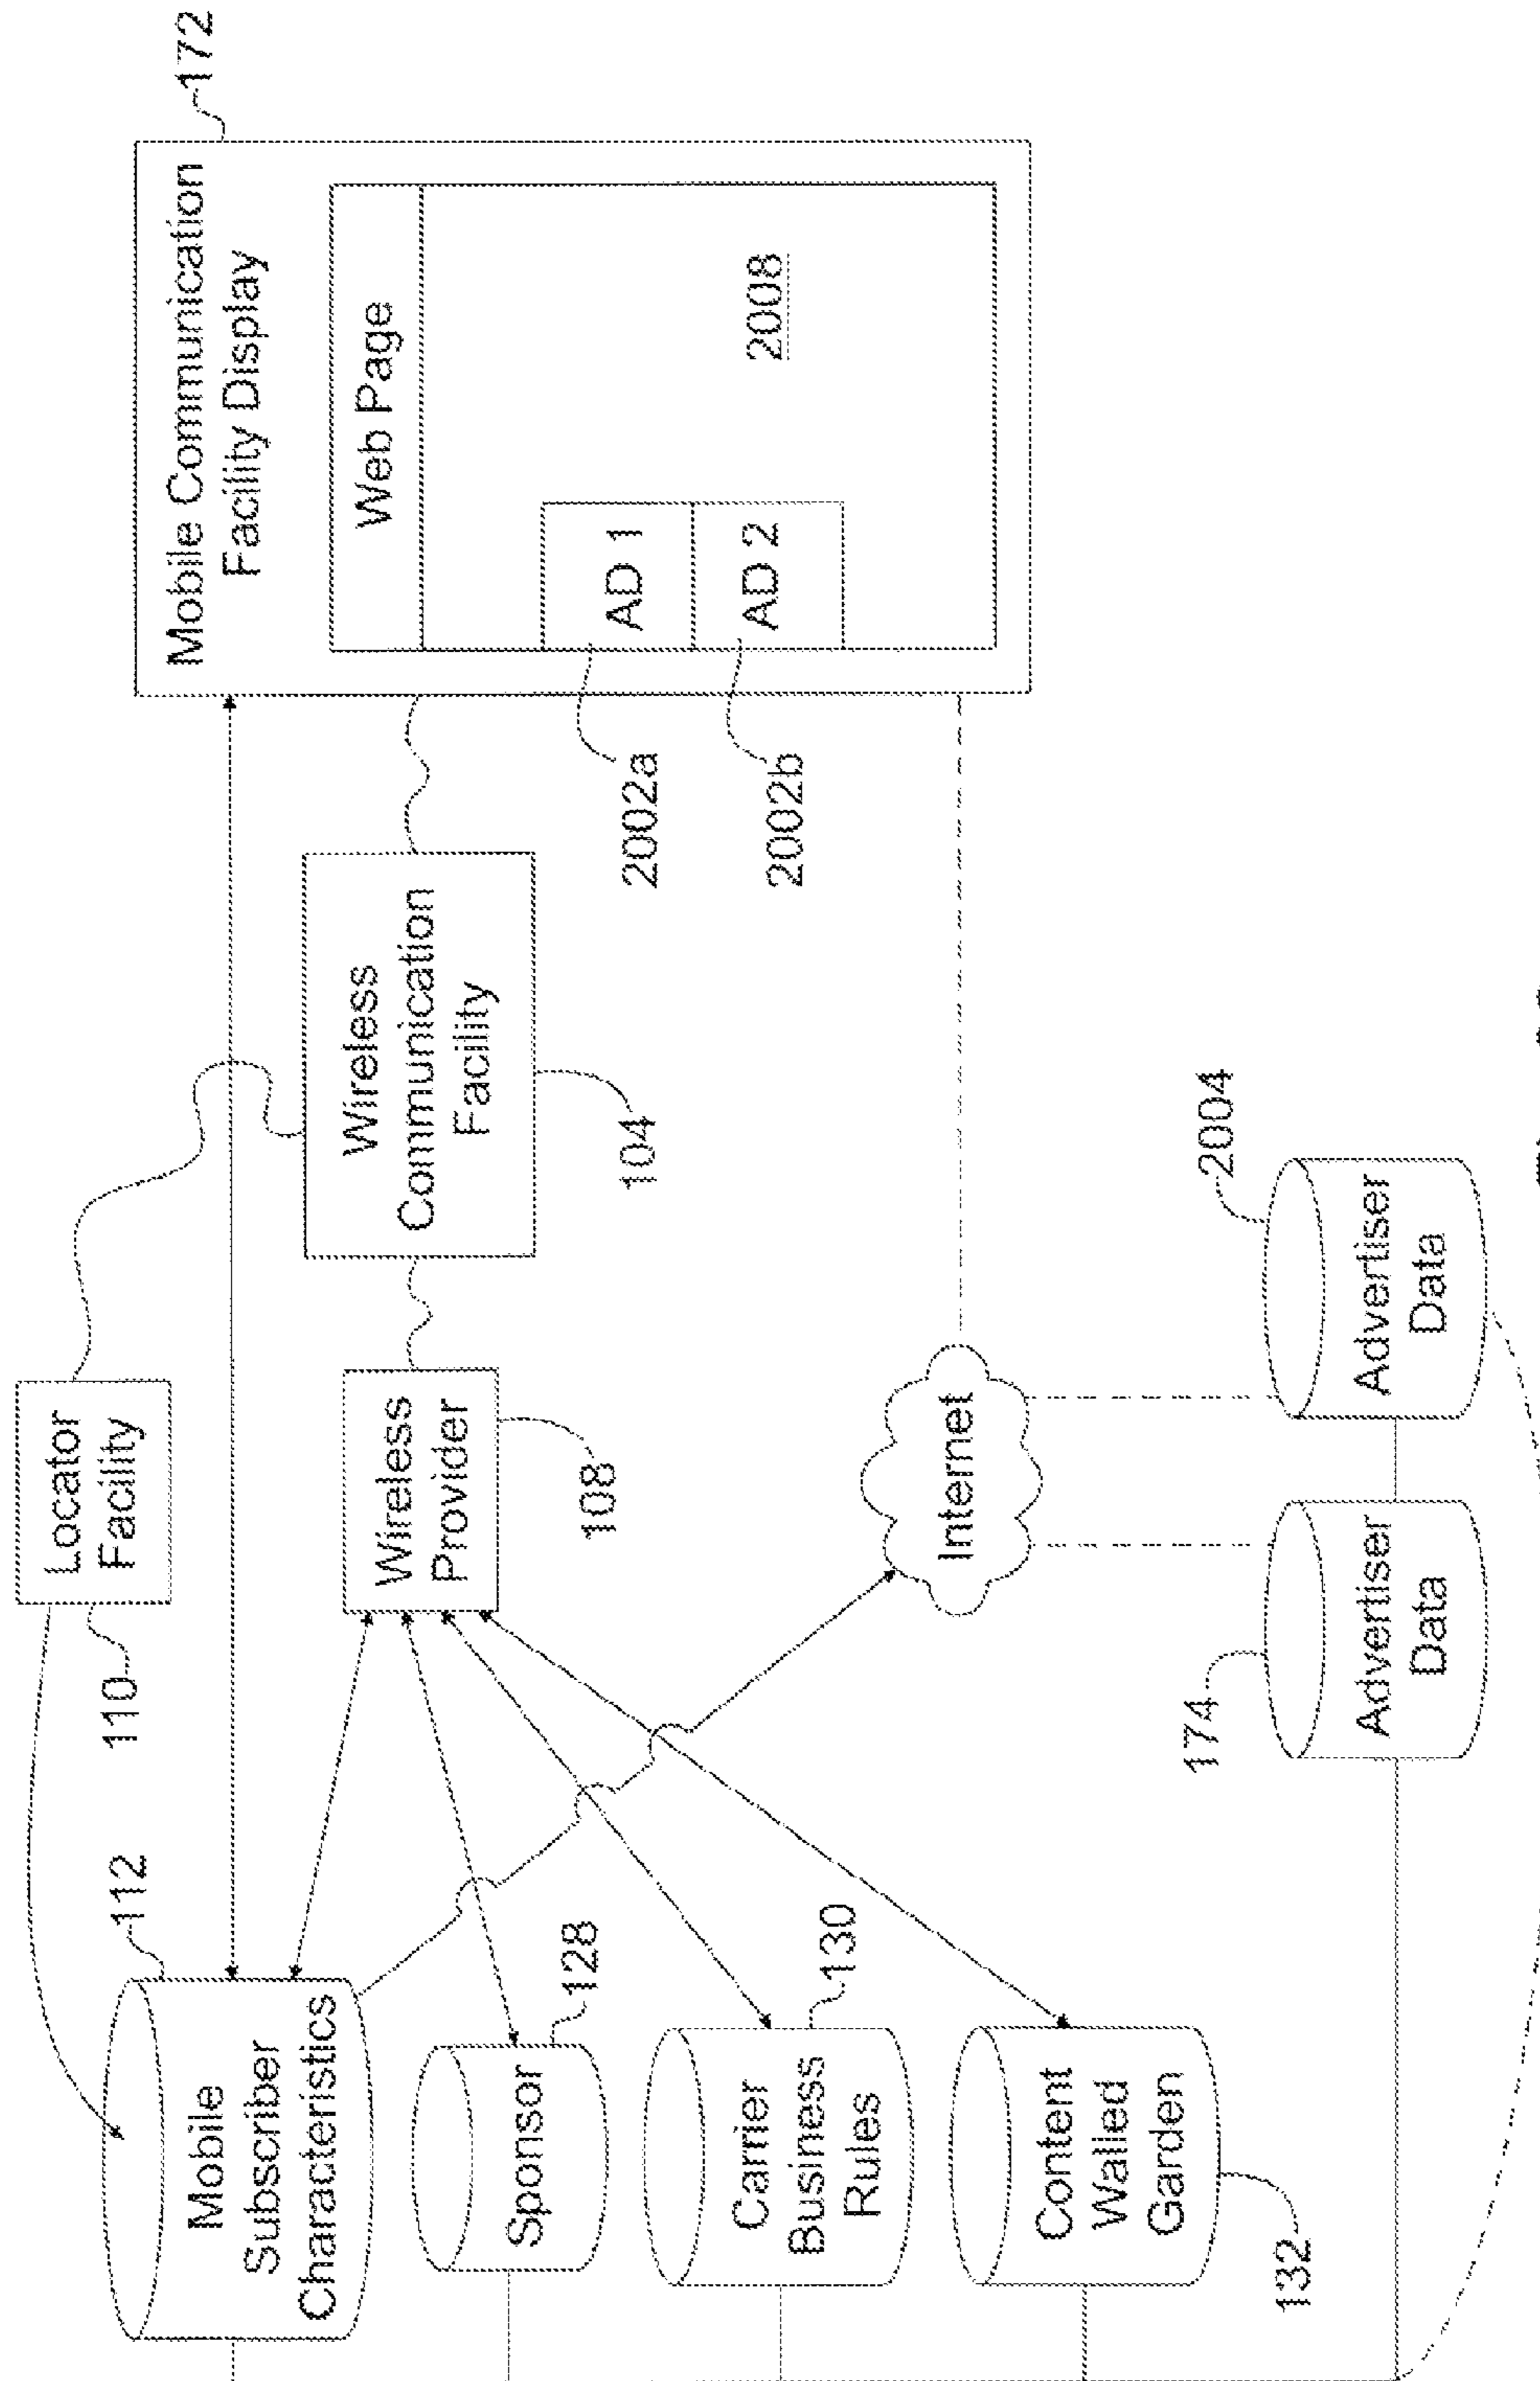 Locator
Facility
110
112
Mobile
Subscriber
Characteristics
Mobile Communication
Facility Display
172
Web Page
2008
AD 1
AD 2
2002a
2002b
Wireless
Communication
Facility
104
Wireless
Provider
108
Sponsor
128
Carrier
Business
Rules
130
Content
Walled
Garden
132
Internet
174
Advertiser
Data
2004
Advertiser
Data